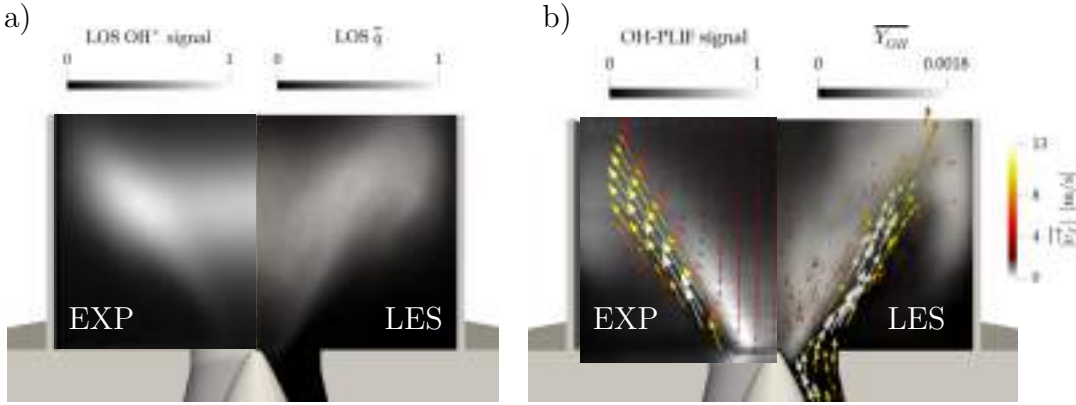 a)
LOS OH* signal
LOS q̄
0 1
0 1
EXP
LES
b)
OH-PLIF signal
Y_OH
0 1
0 0.0018
13
8
4
0
[m/s]
EXP
LES